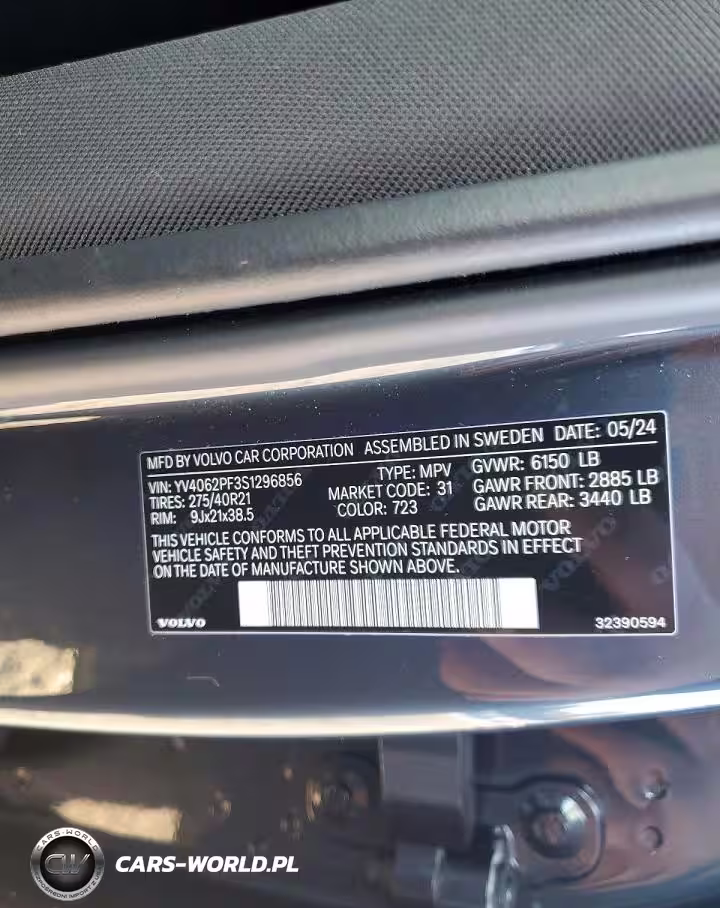 MFD BY VOLVO CAR CORPORATION ASSEMBLED IN SWEDEN DATE: 05/24
VIN: YV4062PF3S1296856 TYPE: MPV GVWR: 6150 LB
TIRES: 275/40R21 MARKET CODE: 31 GAWR FRONT: 2885 LB
RIM: 9Jx21x38.5 COLOR: 723 GAWR REAR: 3440 LB
THIS VEHICLE CONFORMS TO ALL APPLICABLE FEDERAL MOTOR
VEHICLE SAFETY AND THEFT PREVENTION STANDARDS IN EFFECT
ON THE DATE OF MANUFACTURE SHOWN ABOVE.
VOLVO 32390594
CARS-WORLD
CW
CARS-WORLD.PL